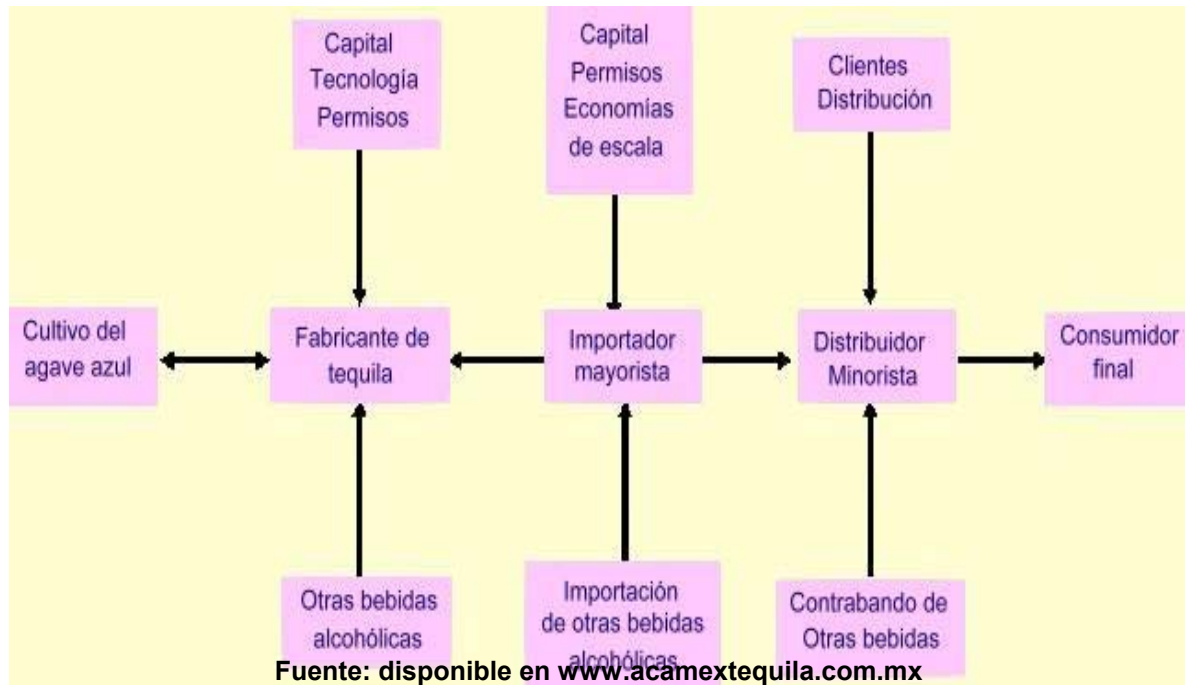 Capital
Tecnología
Permisos
Capital
Permisos
Economías
de escala
Clientes
Distribución
Cultivo del
agave azul
Fabricante de
tequila
Importador
mayorista
Distribuidor
Minorista
Consumidor
final
Otras bebidas
alcohólicas
Importación
de otras bebidas
alcohólicas
Contrabando de
Otras bebidas
Fuente: disponible en www.acamextequila.com.mx